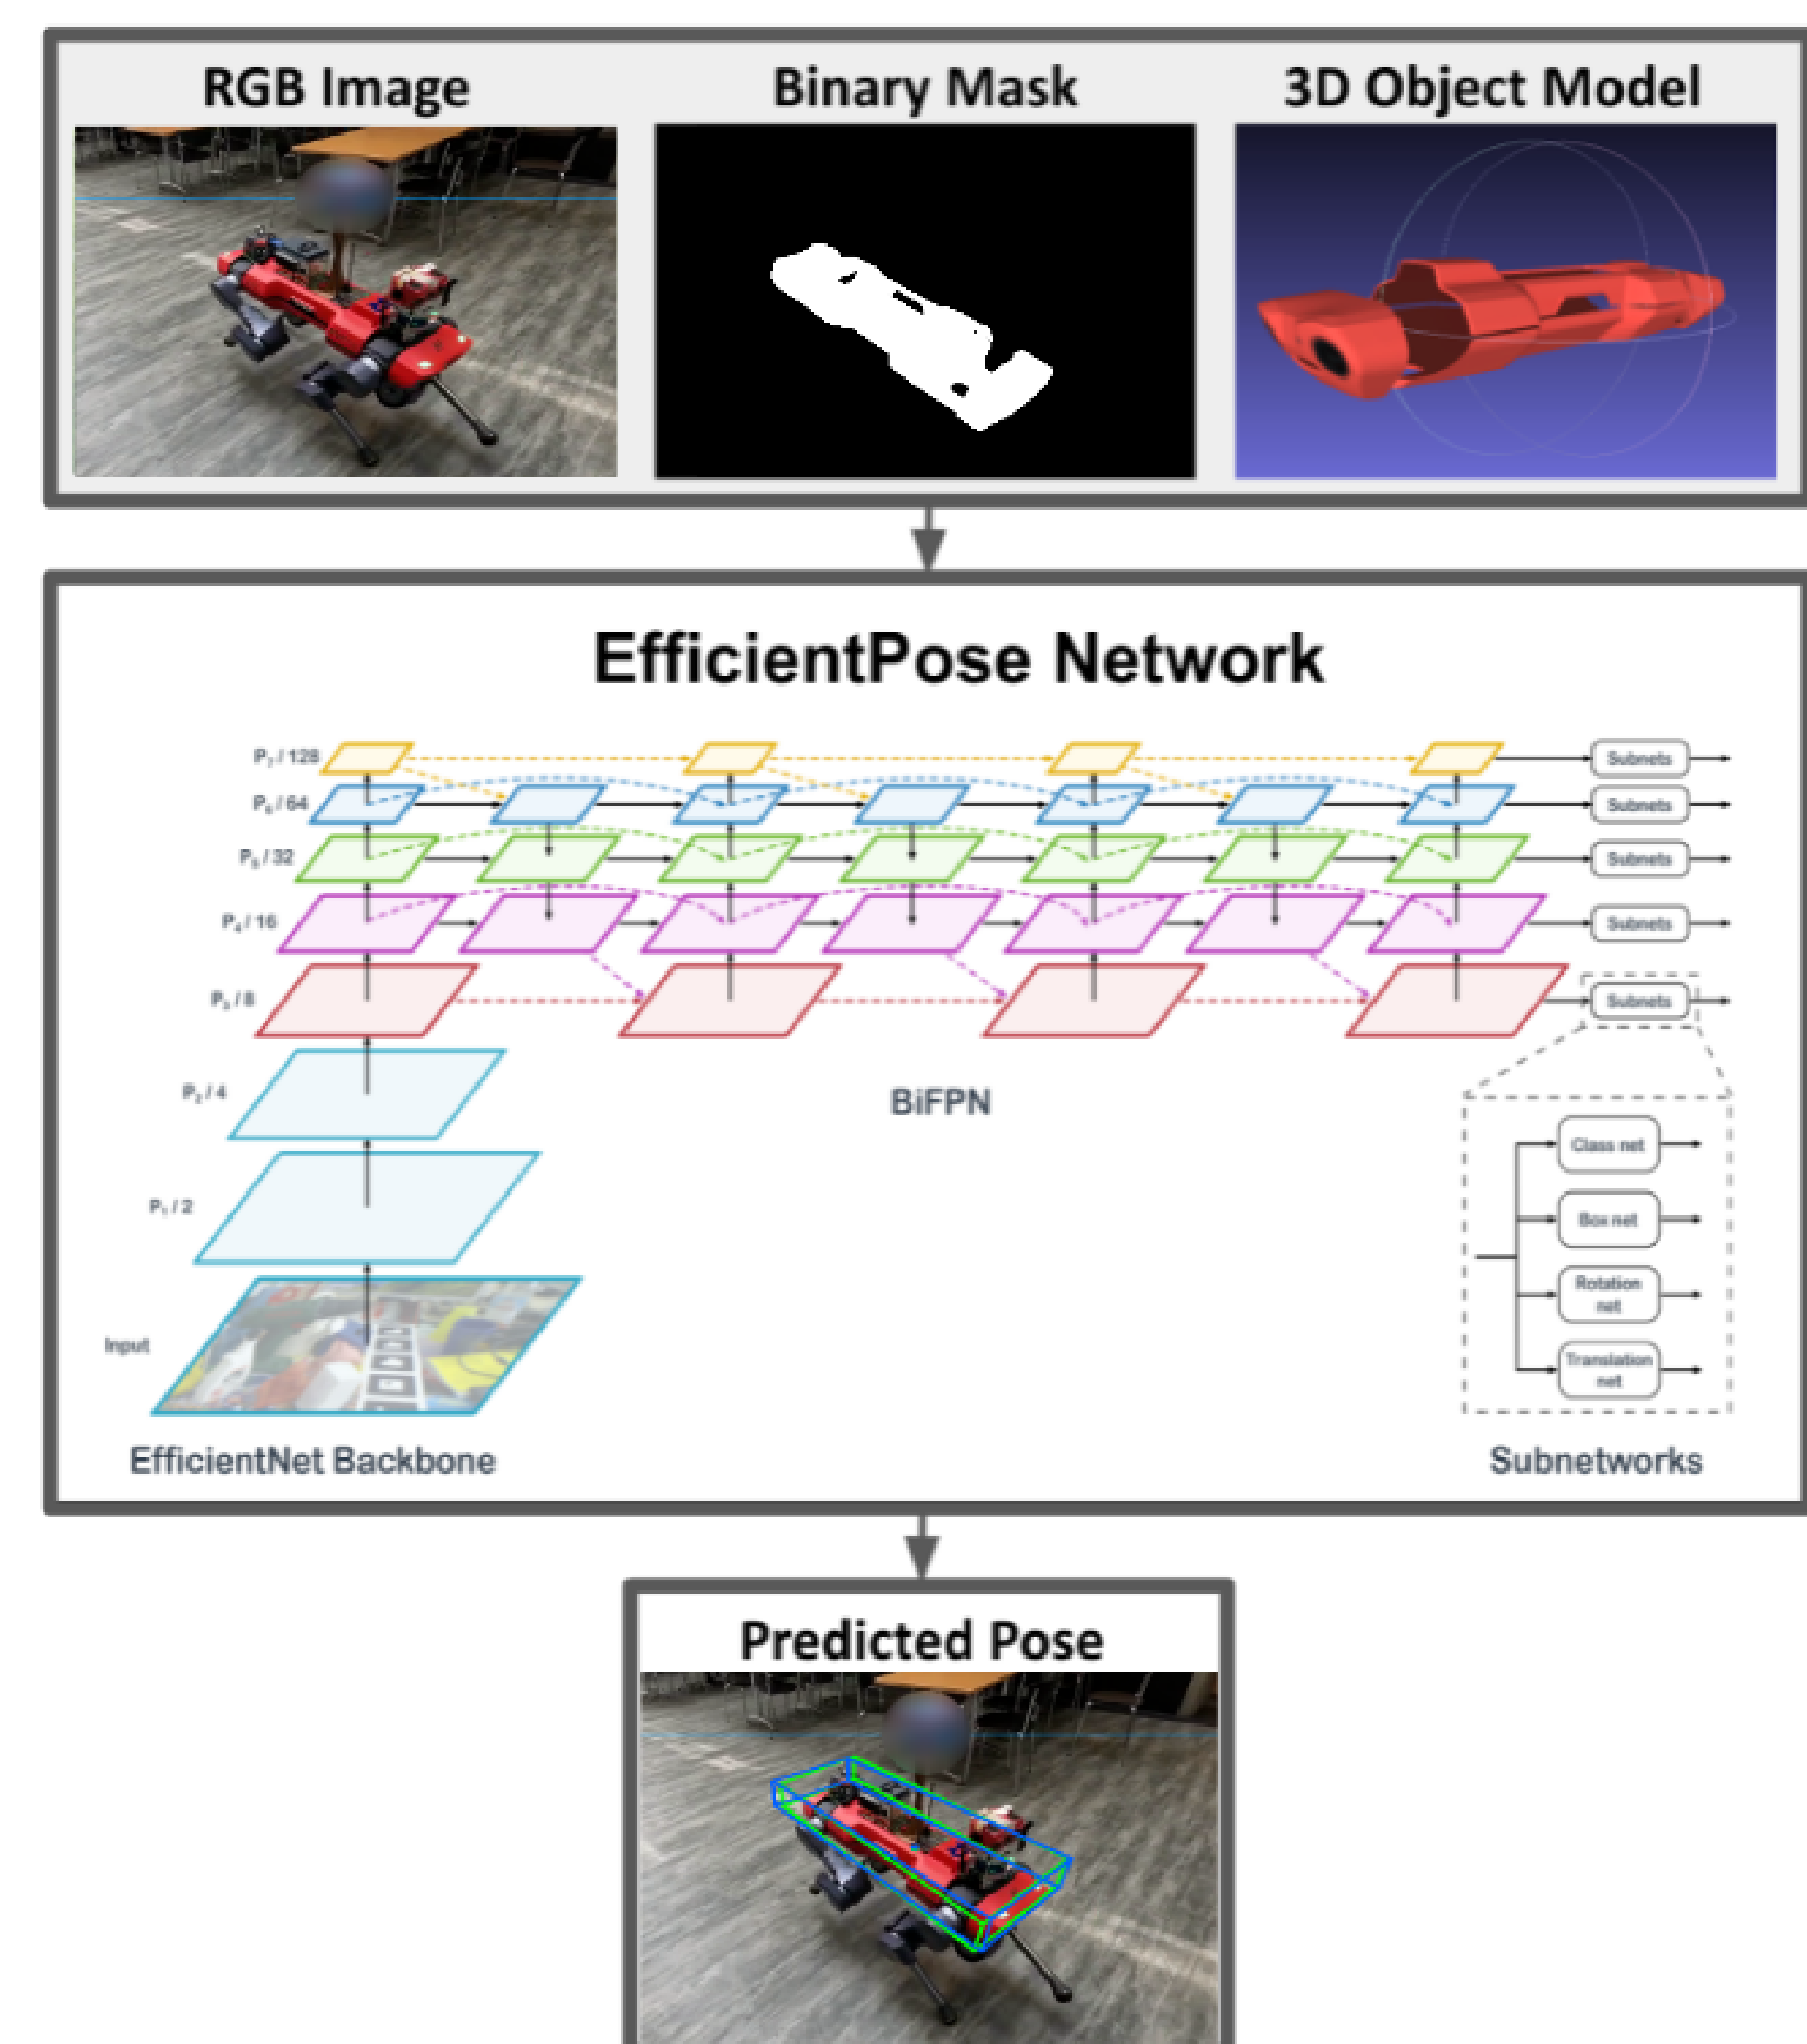 RGB Image
Binary Mask
3D Object Model
EfficientPose Network
P₇ / 128
Subnets
P₆ / 64
Subnets
P₅ / 32
Subnets
P₄ / 16
Subnets
P₃ / 8
Subnets
P₂ / 4
BiFPN
Class net
P₁ / 2
Box net
Rotation
net
Input
Translation
net
EfficientNet Backbone
Subnetworks
Predicted Pose